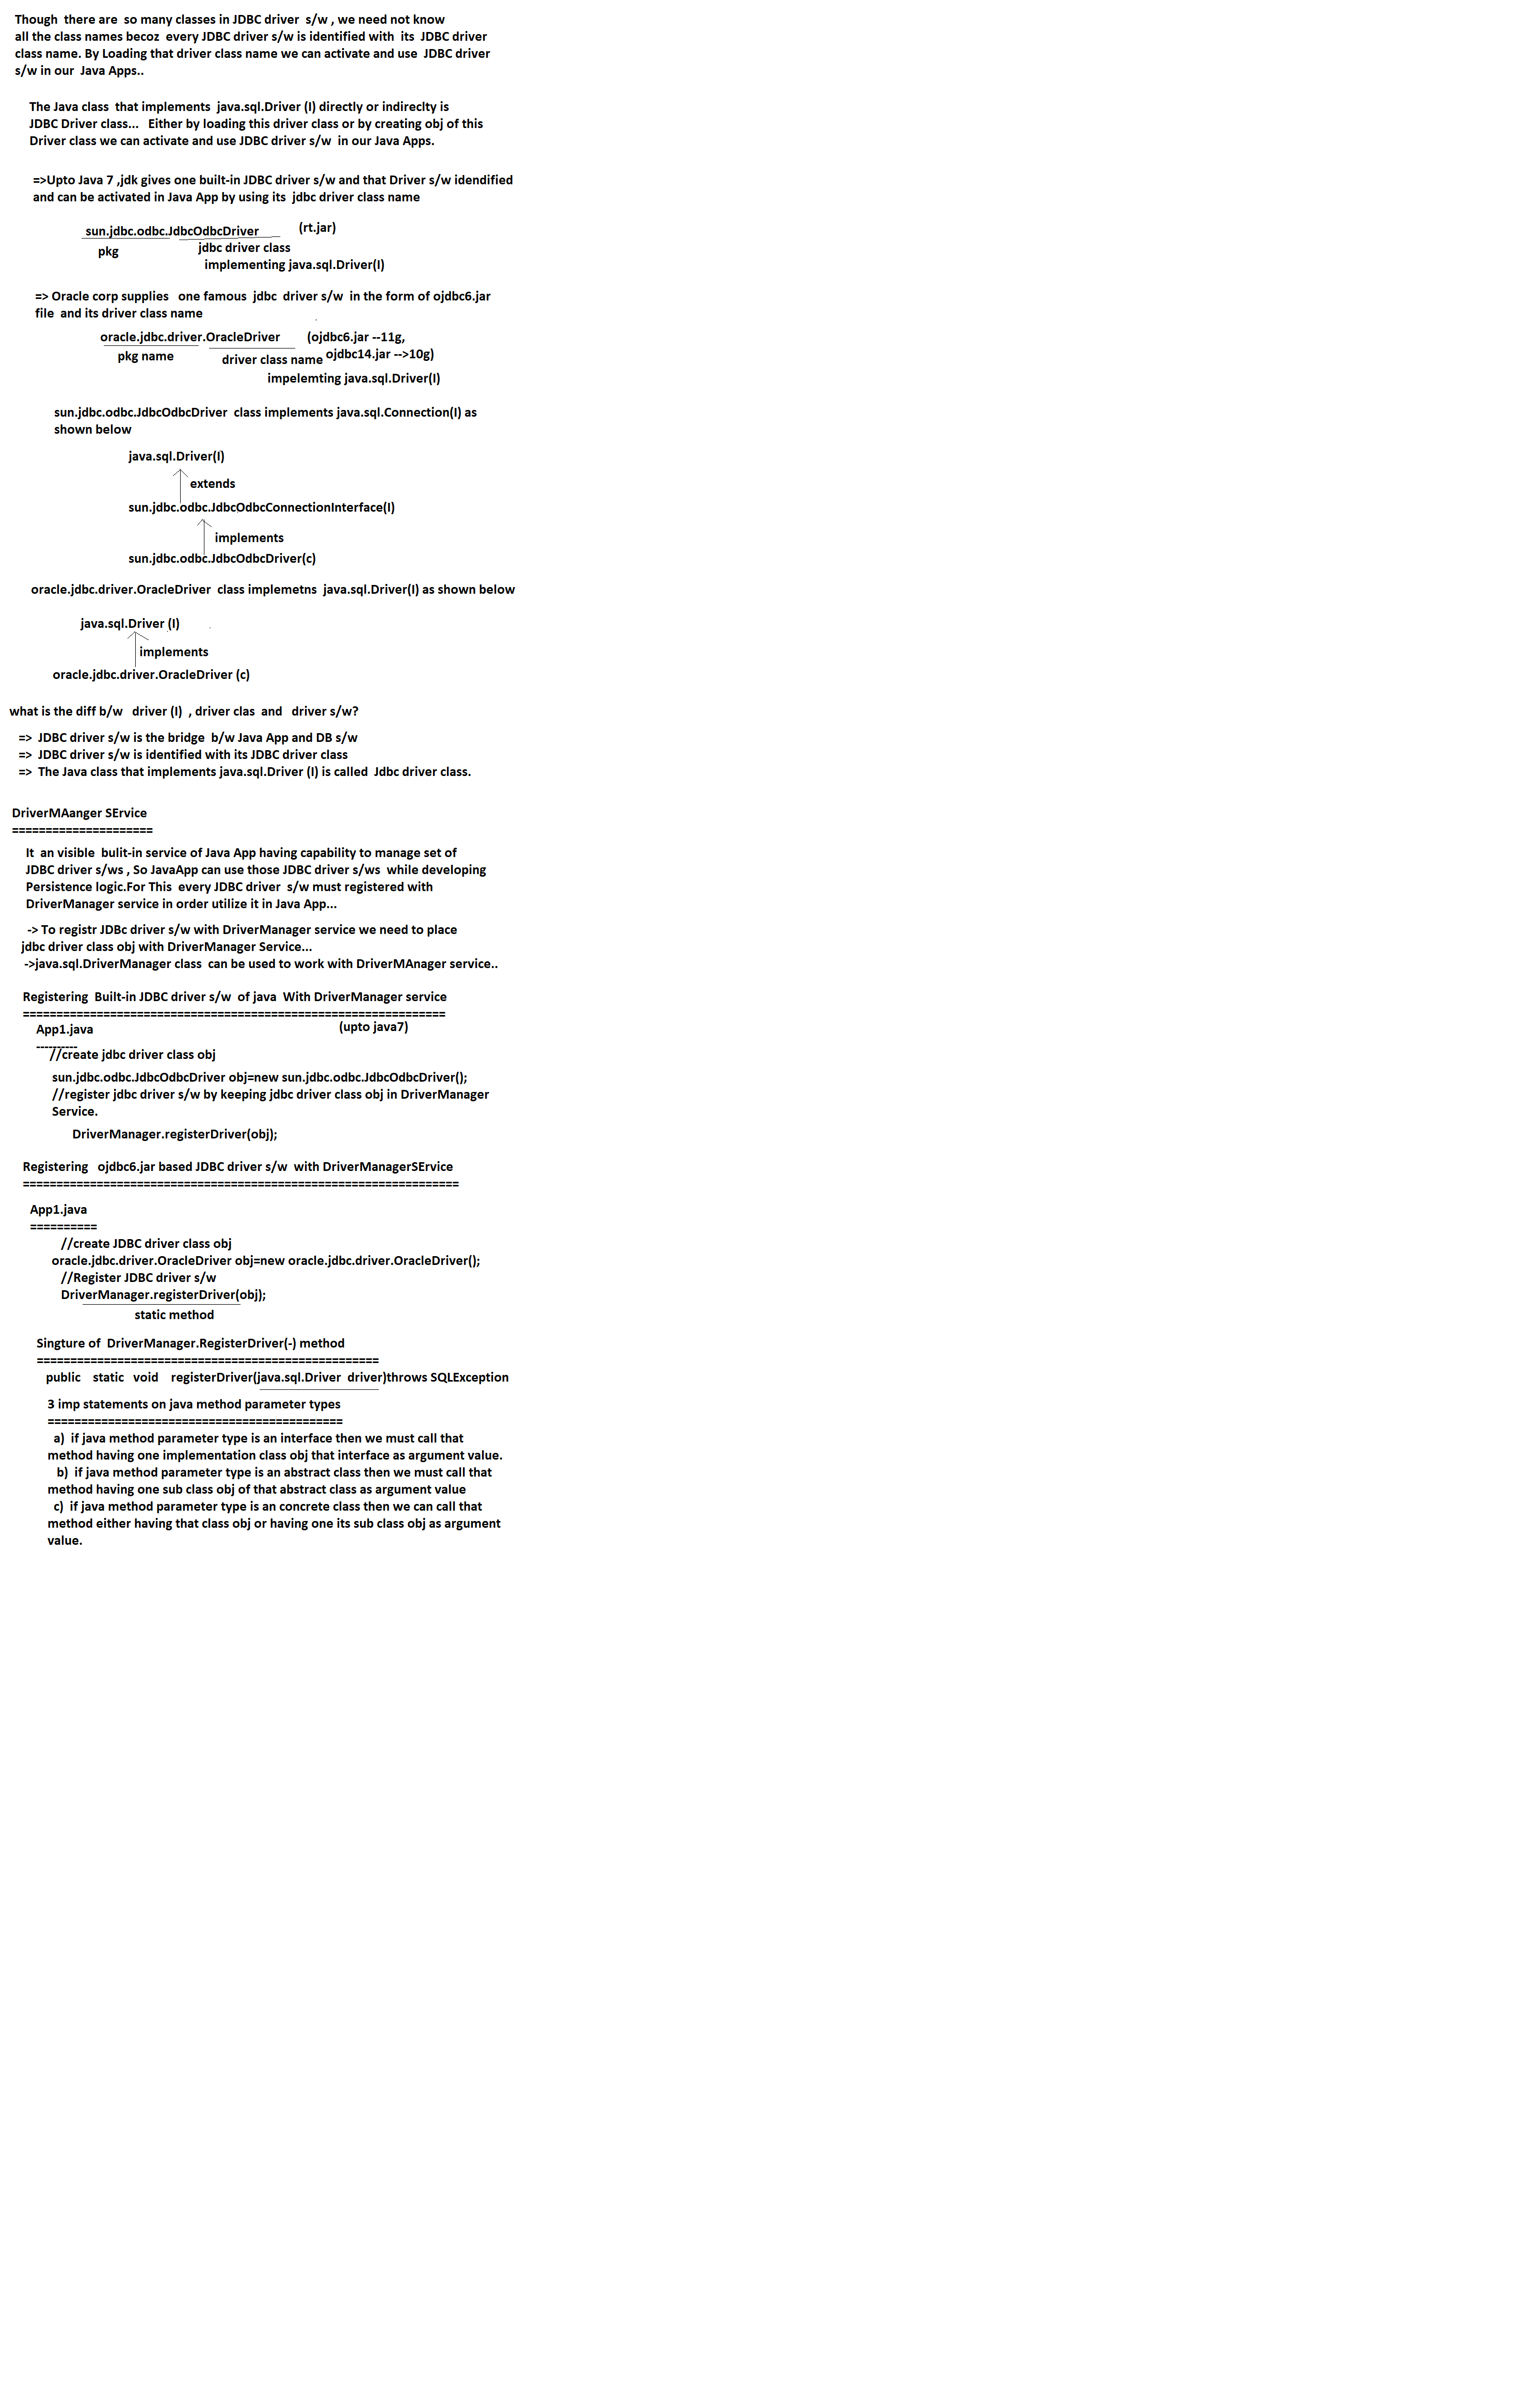 Though there are so many classes in JDBC driver s/w , we need not know
all the class names becoz every JDBC driver s/w is identified with its JDBC driver
class name. By Loading that driver class name we can activate and use JDBC driver
s/w in our Java Apps..
The Java class that implements java.sql.Driver (I) directly or indireclty is
JDBC Driver class... Either by loading this driver class or by creating obj of this
Driver class we can activate and use JDBC driver s/w in our Java Apps.
=>Upto Java 7 ,jdk gives one built-in JDBC driver s/w and that Driver s/w idendified
and can be activated in Java App by using its jdbc driver class name
sun.jdbc.odbc.JdbcOdbcDriver (rt.jar)
pkg jdbc driver class
implementing java.sql.Driver(I)
=> Oracle corp supplies one famous jdbc driver s/w in the form of ojdbc6.jar
file and its driver class name
oracle.jdbc.driver.OracleDriver (ojdbc6.jar --11g,
pkg name driver class name ojdbc14.jar -->10g)
impelemting java.sql.Driver(I)
sun.jdbc.odbc.JdbcOdbcDriver class implements java.sql.Connection(I) as
shown below
java.sql.Driver(I)
extends
sun.jdbc.odbc.JdbcOdbcConnectionInterface(I)
implements
sun.jdbc.odbc.JdbcOdbcDriver(c)
oracle.jdbc.driver.OracleDriver class implemetns java.sql.Driver(I) as shown below
java.sql.Driver (I)
implements
oracle.jdbc.driver.OracleDriver (c)
what is the diff b/w driver (I) , driver clas and driver s/w?
=> JDBC driver s/w is the bridge b/w Java App and DB s/w
=> JDBC driver s/w is identified with its JDBC driver class
=> The Java class that implements java.sql.Driver (I) is called Jdbc driver class.
DriverMAanger SErvice
=====================
It an visible bulit-in service of Java App having capability to manage set of
JDBC driver s/ws , So JavaApp can use those JDBC driver s/ws while developing
Persistence logic.For This every JDBC driver s/w must registered with
DriverManager service in order utilize it in Java App...
-> To registr JDBc driver s/w with DriverManager service we need to place
jdbc driver class obj with DriverManager Service...
->java.sql.DriverManager class can be used to work with DriverMAnager service..
Registering Built-in JDBC driver s/w of java With DriverManager service
===============================================================
App1.java (upto java7)
----------
//create jdbc driver class obj
sun.jdbc.odbc.JdbcOdbcDriver obj=new sun.jdbc.odbc.JdbcOdbcDriver();
//register jdbc driver s/w by keeping jdbc driver class obj in DriverManager
Service.
DriverManager.registerDriver(obj);
Registering ojdbc6.jar based JDBC driver s/w with DriverManagerSErvice
=================================================================
App1.java
==========
//create JDBC driver class obj
oracle.jdbc.driver.OracleDriver obj=new oracle.jdbc.driver.OracleDriver();
//Register JDBC driver s/w
DriverManager.registerDriver(obj);
static method
Singture of DriverManager.RegisterDriver(-) method
===================================================
public static void registerDriver(java.sql.Driver driver)throws SQLException
3 imp statements on java method parameter types
============================================
a) if java method parameter type is an interface then we must call that
method having one implementation class obj that interface as argument value.
b) if java method parameter type is an abstract class then we must call that
method having one sub class obj of that abstract class as argument value
c) if java method parameter type is an concrete class then we can call that
method either having that class obj or having one its sub class obj as argument
value.